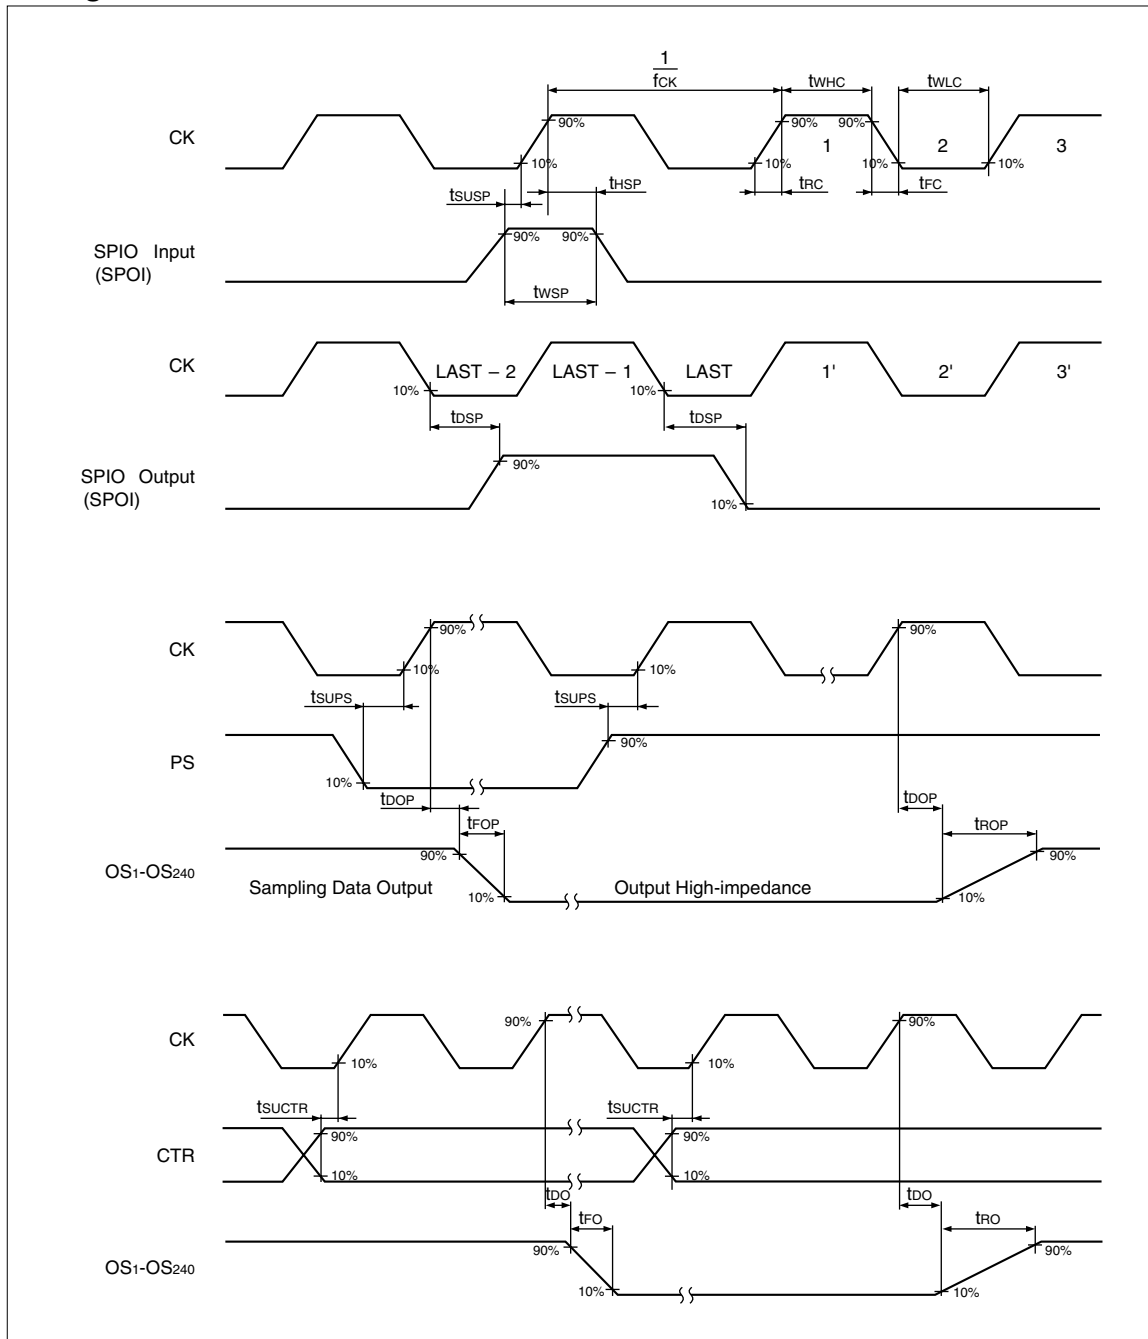 1
fCK
tWHC
tWLC
CK
90%
90% 90%
1
2
3
10%
10%
10%
10%
tSUSP
tHSP
tRC
tFC
SPIO Input
(SPOI)
90% 90%
tWSP
CK
LAST – 2
LAST – 1
LAST
1'
2'
3'
10%
10%
tDSP
tDSP
SPIO Output
(SPOI)
90%
10%
CK
90%
90%
10%
10%
tSUPS
tSUPS
PS
90%
10%
tDOP
tDOP
tFOP
tROP
OS1-OS240
90%
90%
Sampling Data Output
10%
Output High-impedance
10%
CK
90%
90%
10%
10%
tSUCTR
tSUCTR
CTR
90%
90%
10%
10%
tDO
tDO
tFO
tRO
OS1-OS240
90%
90%
10%
10%